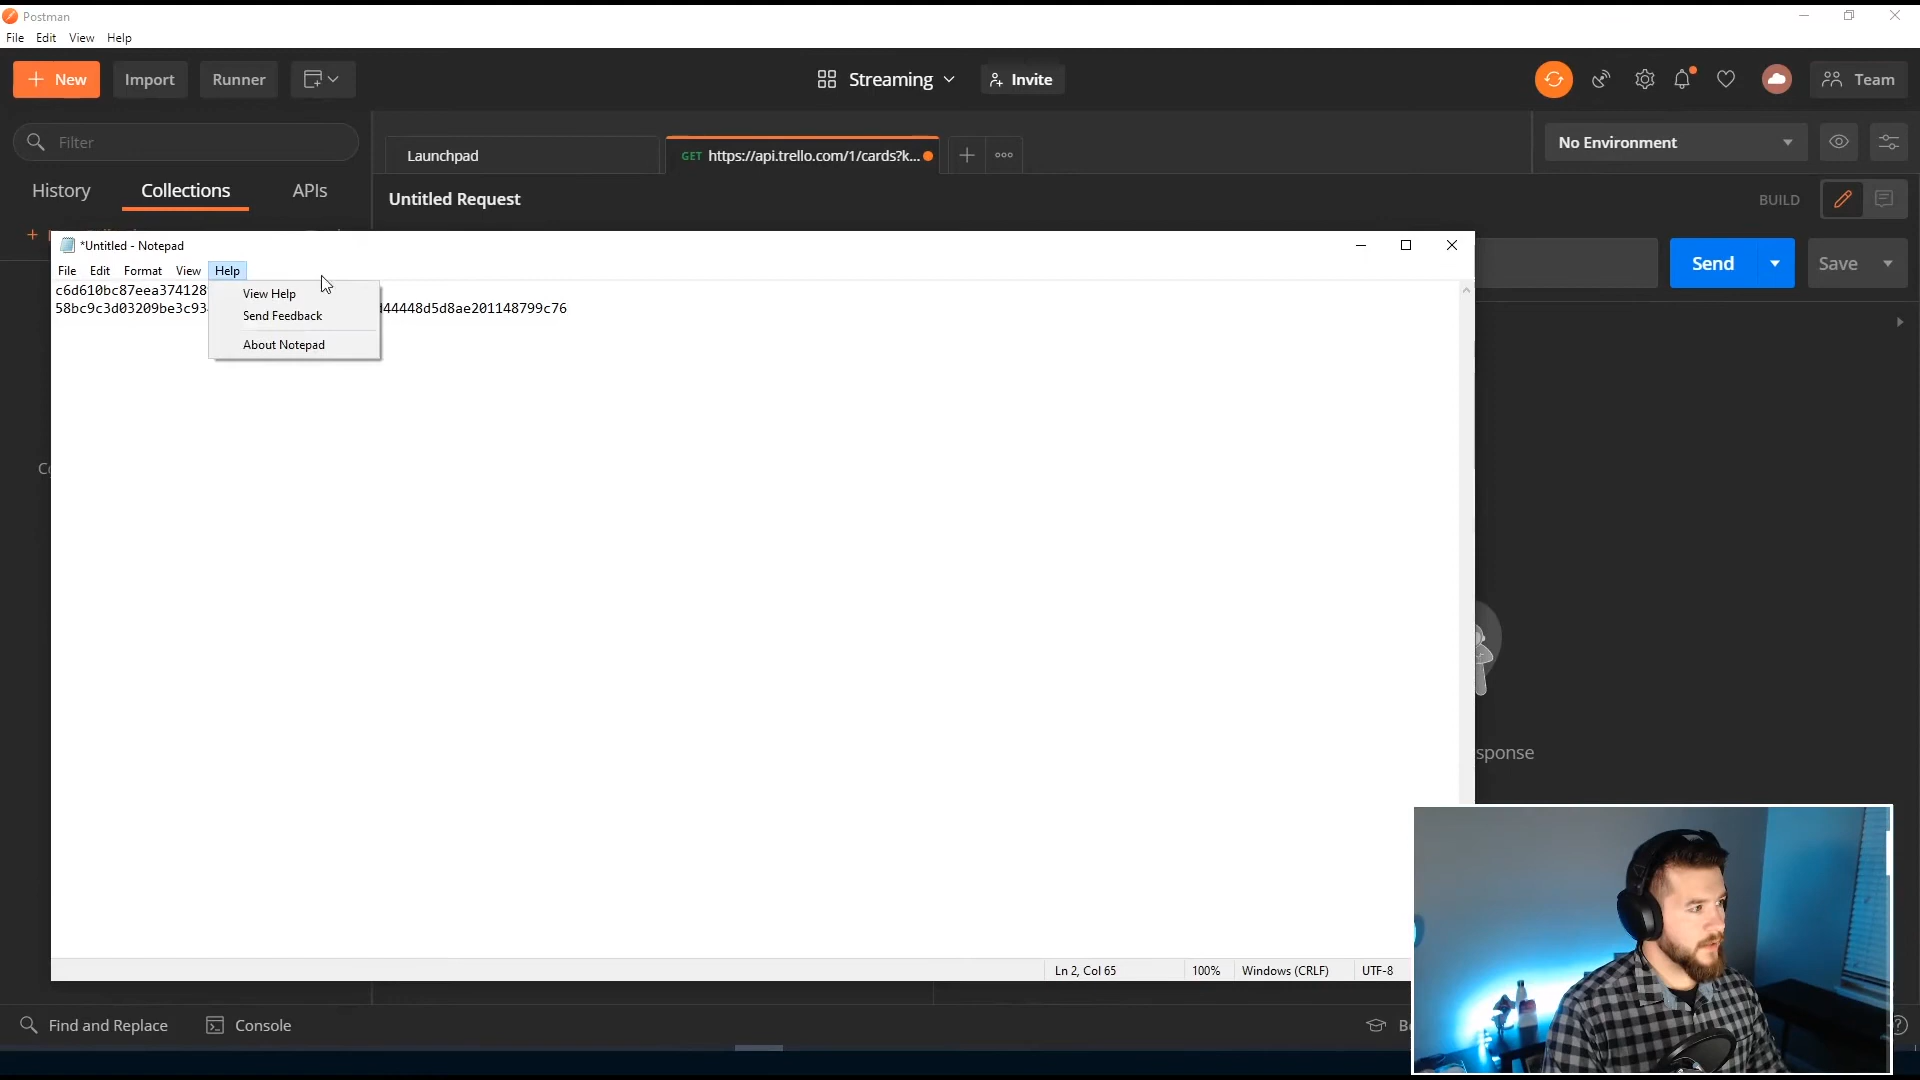 Postman
File Edit View Help
New Import Runner Streaming Invite Team
Filter Launchpad GET https://api.trello.com/1/cards?k... No Environment
History Collections APIs Untitled Request BUILD
*Untitled - Notepad
File Edit Format View Help Send Save
c6d610bc87eea374128
View Help
58bc9c3d03209be3c93 44448d5d8ae201148799c76
Send Feedback
About Notepad
sponse
Ln 2, Col 65 100% Windows (CRLF) UTF-8
Find and Replace Console